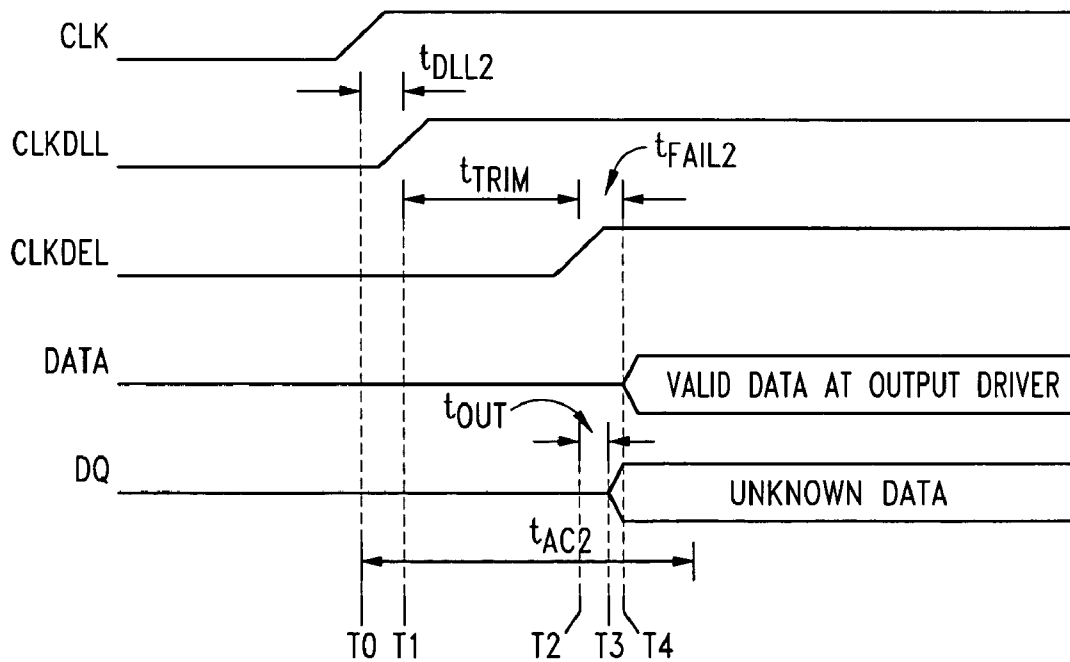 CLK
tDLL2
CLKDLL
tFAIL2
tTRIM
CLKDEL
DATA
VALID DATA AT OUTPUT DRIVER
tOUT
DQ
UNKNOWN DATA
tAC2
T0 T1 T2 T3 T4